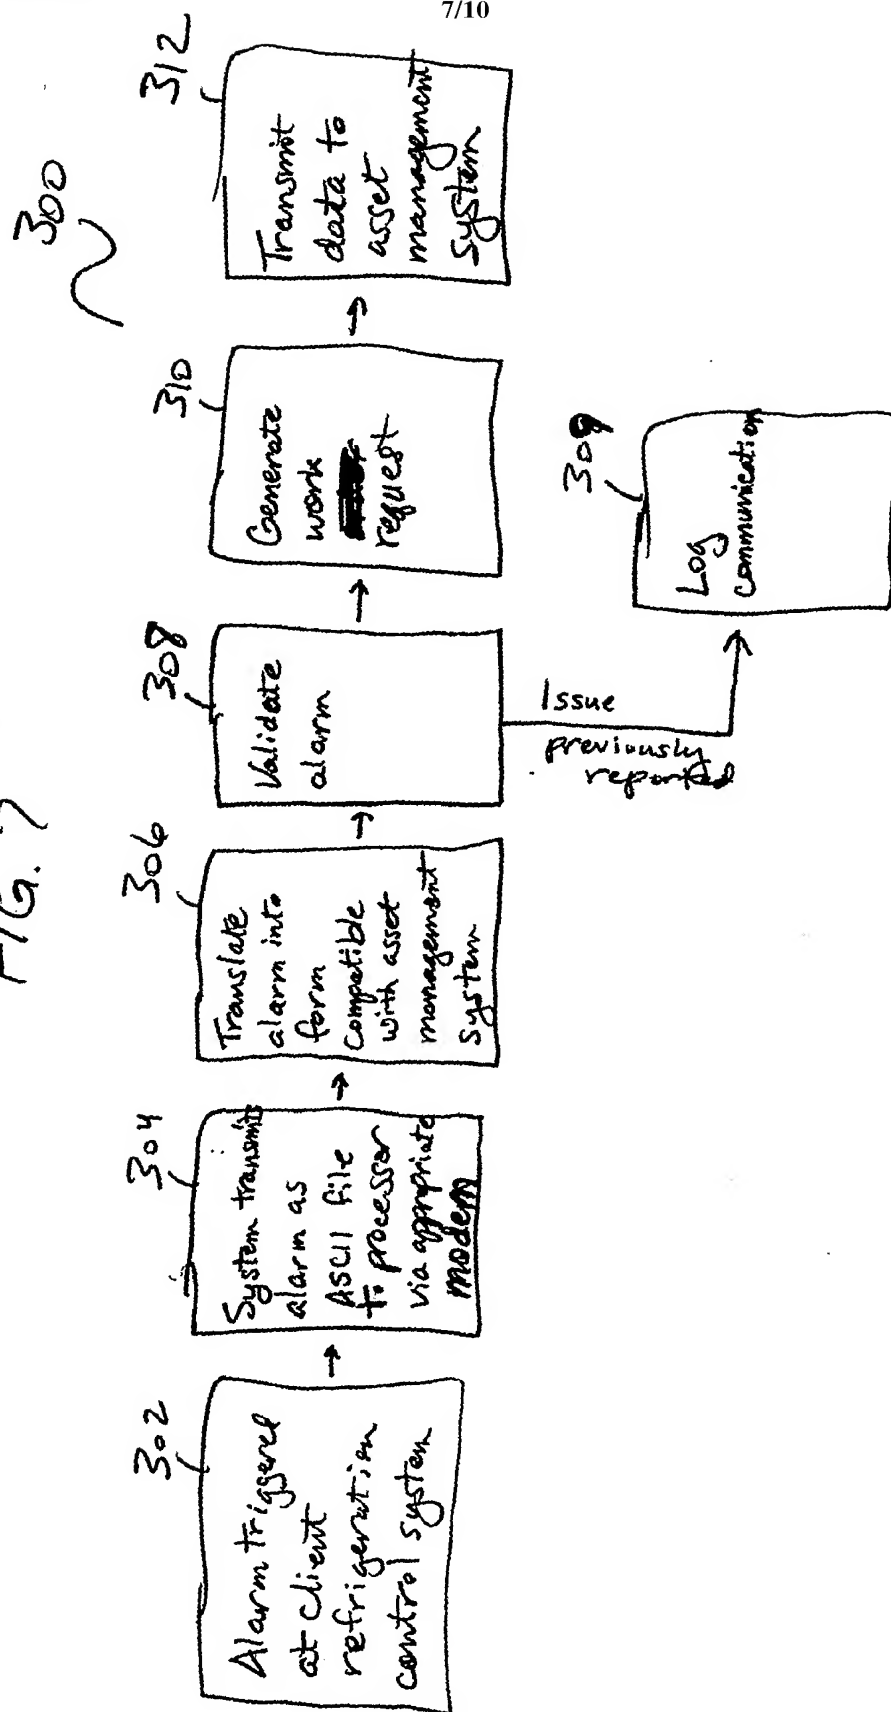 7/10
FIG. 7
300
302
Alarm triggered
at client
refrigeration
control system
304
System transmits
alarm as
ASCII file
to processor
via appropriate
modem
306
Translate
alarm into
form
compatible
with asset
management
system
308
Validate
alarm
Issue
previously
reported
309
Log
communication
310
Generate
work
request
312
Transmit
data to
asset
management
system